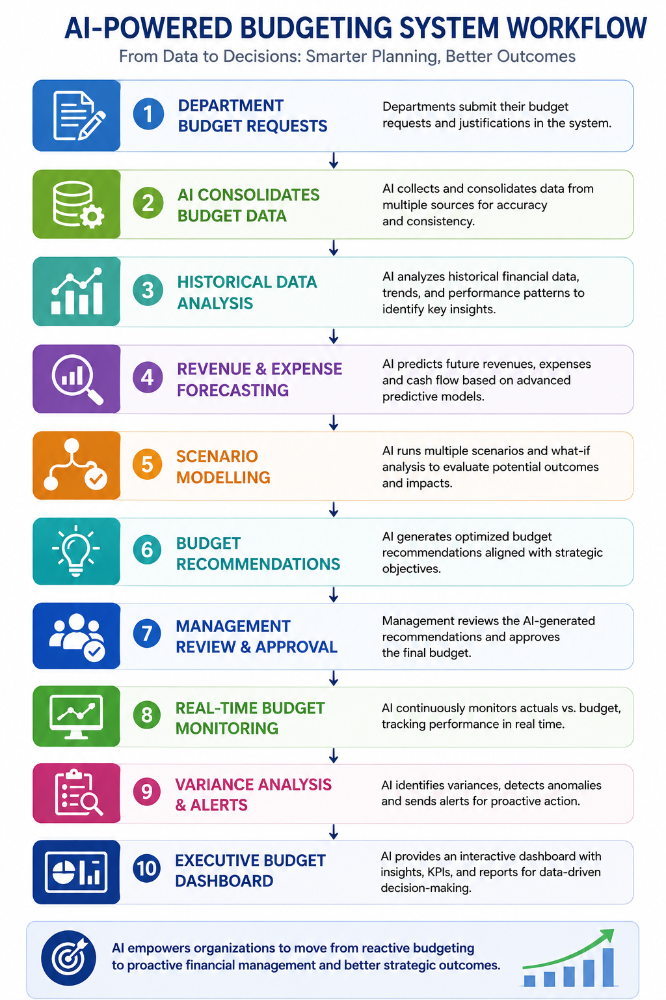 AI-POWERED BUDGETING SYSTEM WORKFLOW
From Data to Decisions: Smarter Planning, Better Outcomes
1
DEPARTMENT
BUDGET REQUESTS
Departments submit their budget
requests and justifications in the system.
2
AI CONSOLIDATES
BUDGET DATA
AI collects and consolidates data from
multiple sources for accuracy
and consistency.
3
HISTORICAL DATA
ANALYSIS
AI analyzes historical financial data,
trends, and performance patterns to
identify key insights.
4
REVENUE & EXPENSE
FORECASTING
AI predicts future revenues, expenses
and cash flow based on advanced
predictive models.
5
SCENARIO
MODELLING
AI runs multiple scenarios and what-if
analysis to evaluate potential outcomes
and impacts.
6
BUDGET
RECOMMENDATIONS
AI generates optimized budget
recommendations aligned with strategic
objectives.
7
MANAGEMENT
REVIEW & APPROVAL
Management reviews the AI-generated
recommendations and approves
the final budget.
8
REAL-TIME BUDGET
MONITORING
AI continuously monitors actuals vs. budget,
tracking performance in real time.
9
VARIANCE ANALYSIS
& ALERTS
AI identifies variances, detects anomalies
and sends alerts for proactive action.
10
EXECUTIVE BUDGET
DASHBOARD
AI provides an interactive dashboard with
insights, KPIs, and reports for data-driven
decision-making.
AI empowers organizations to move from reactive budgeting
to proactive financial management and better strategic outcomes.